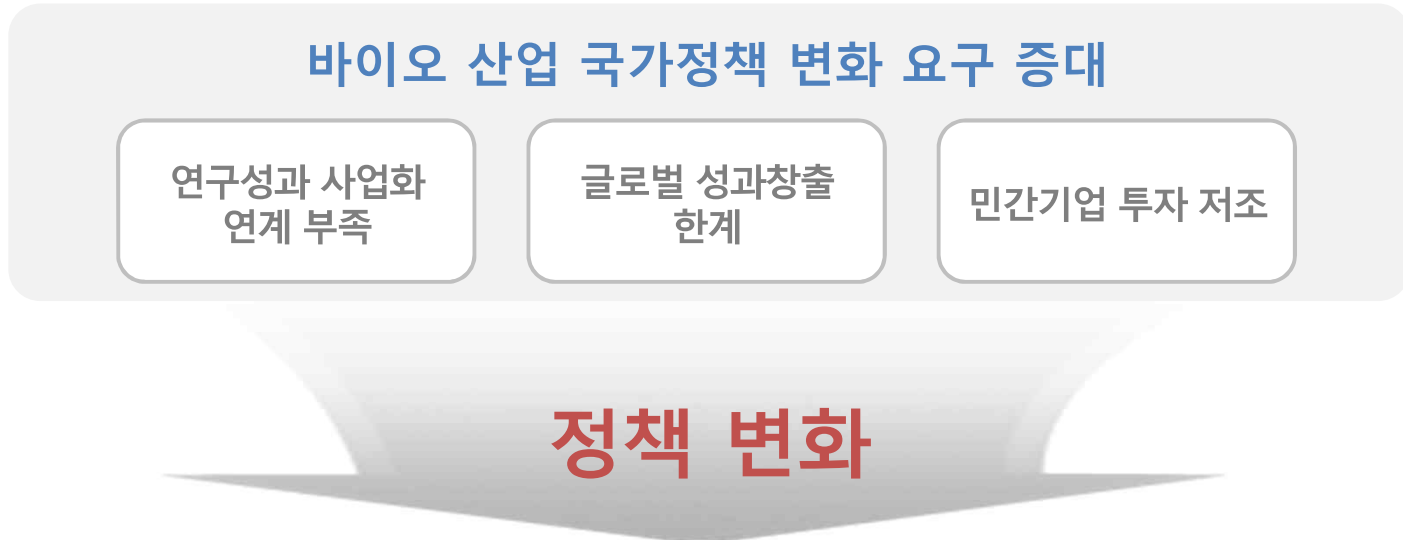 바이오 산업 국가정책 변화 요구 증대
연구성과 사업화
연계 부족
글로벌 성과창출
한계
민간기업 투자 저조
정책 변화